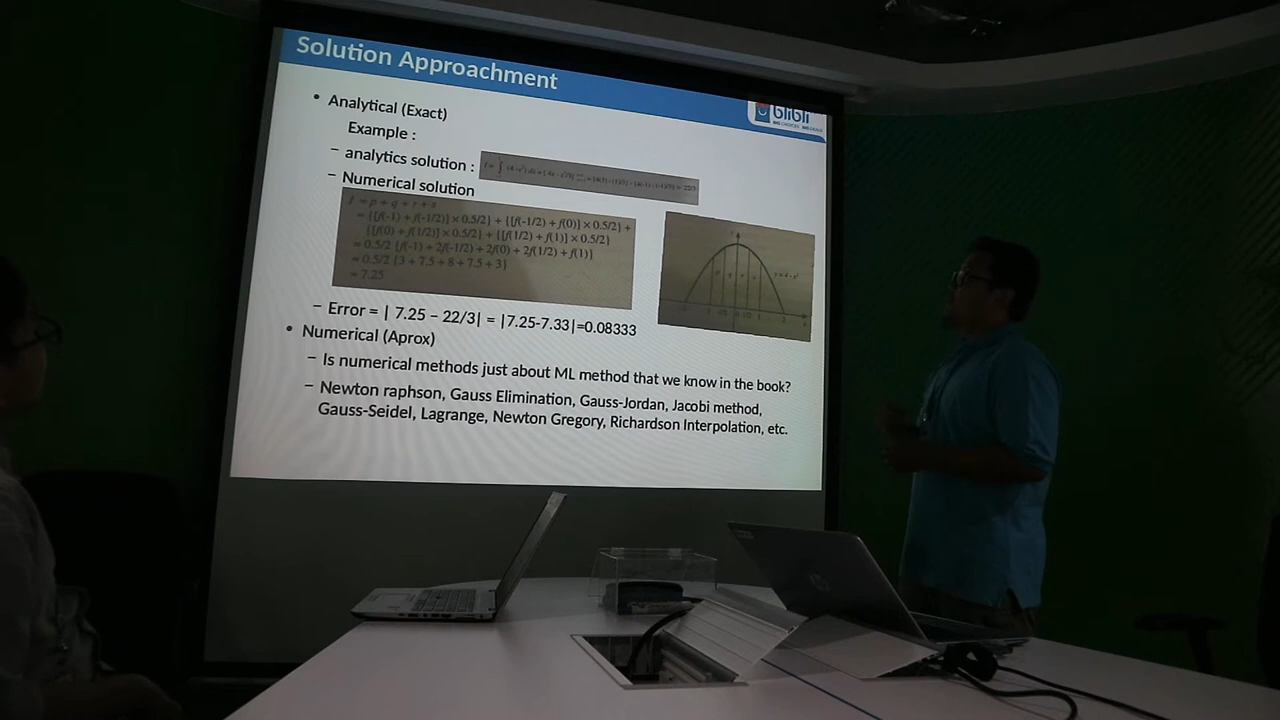 Solution Approachment
blibli
BIG CHOICES BIG DEALS
• Analytical (Exact)
Example :
– analytics solution :
– Numerical solution
= {[f(-1) + f(-1/2)] × 0.5/2} + {[f(-1/2) + f(0)] × 0.5/2} +
{[f(0) + f(1/2)] × 0.5/2} + {[f(1/2) + f(1)] × 0.5/2}
= 0.5/2 {f(-1) + 2f(-1/2) + 2f(0) + 2f(1/2) + f(1)}
= 0.5/2 {3 + 7.5 + 8 + 7.5 + 3}
= 7.25
– Error = | 7.25 – 22/3| = |7.25-7.33|=0.08333
• Numerical (Aprox)
– Is numerical methods just about ML method that we know in the book?
– Newton raphson, Gauss Elimination, Gauss-Jordan, Jacobi method,
Gauss-Seidel, Lagrange, Newton Gregory, Richardson Interpolation, etc.